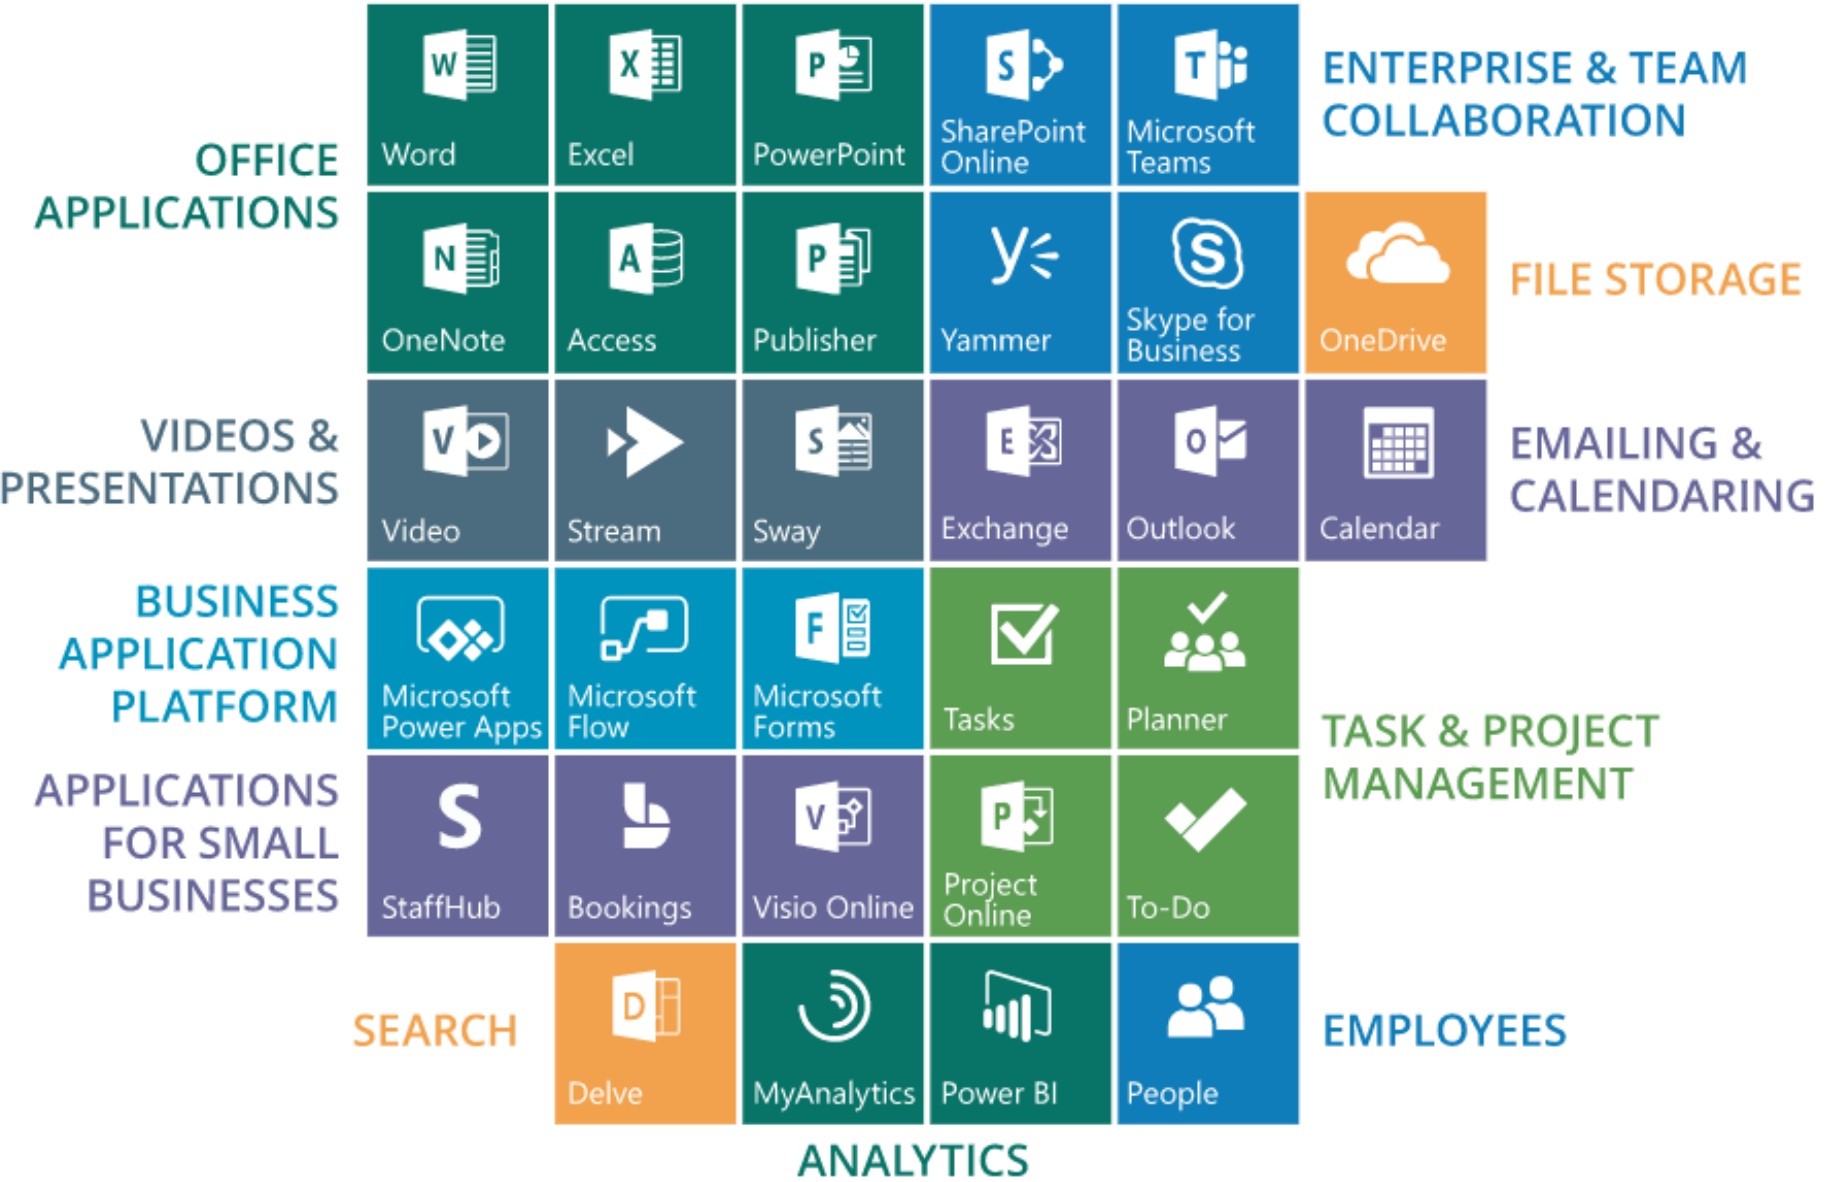 OFFICE
APPLICATIONS
W
Word
X
Excel
P
PowerPoint
S
SharePoint
Online
T
Microsoft
Teams
ENTERPRISE & TEAM
COLLABORATION
N
OneNote
A
Access
P
Publisher
y
Yammer
S
Skype for
Business
OneDrive
FILE STORAGE
VIDEOS &
PRESENTATIONS
V
Video
Stream
S
Sway
E
Exchange
O
Outlook
Calendar
EMAILING &
CALENDARING
BUSINESS
APPLICATION
PLATFORM
Microsoft
Power Apps
Microsoft
Flow
F
Microsoft
Forms
Tasks
Planner
TASK & PROJECT
MANAGEMENT
APPLICATIONS
FOR SMALL
BUSINESSES
S
StaffHub
b
Bookings
V
Visio Online
P
Project
Online
To-Do
SEARCH
D
Delve
MyAnalytics
Power BI
People
EMPLOYEES
ANALYTICS